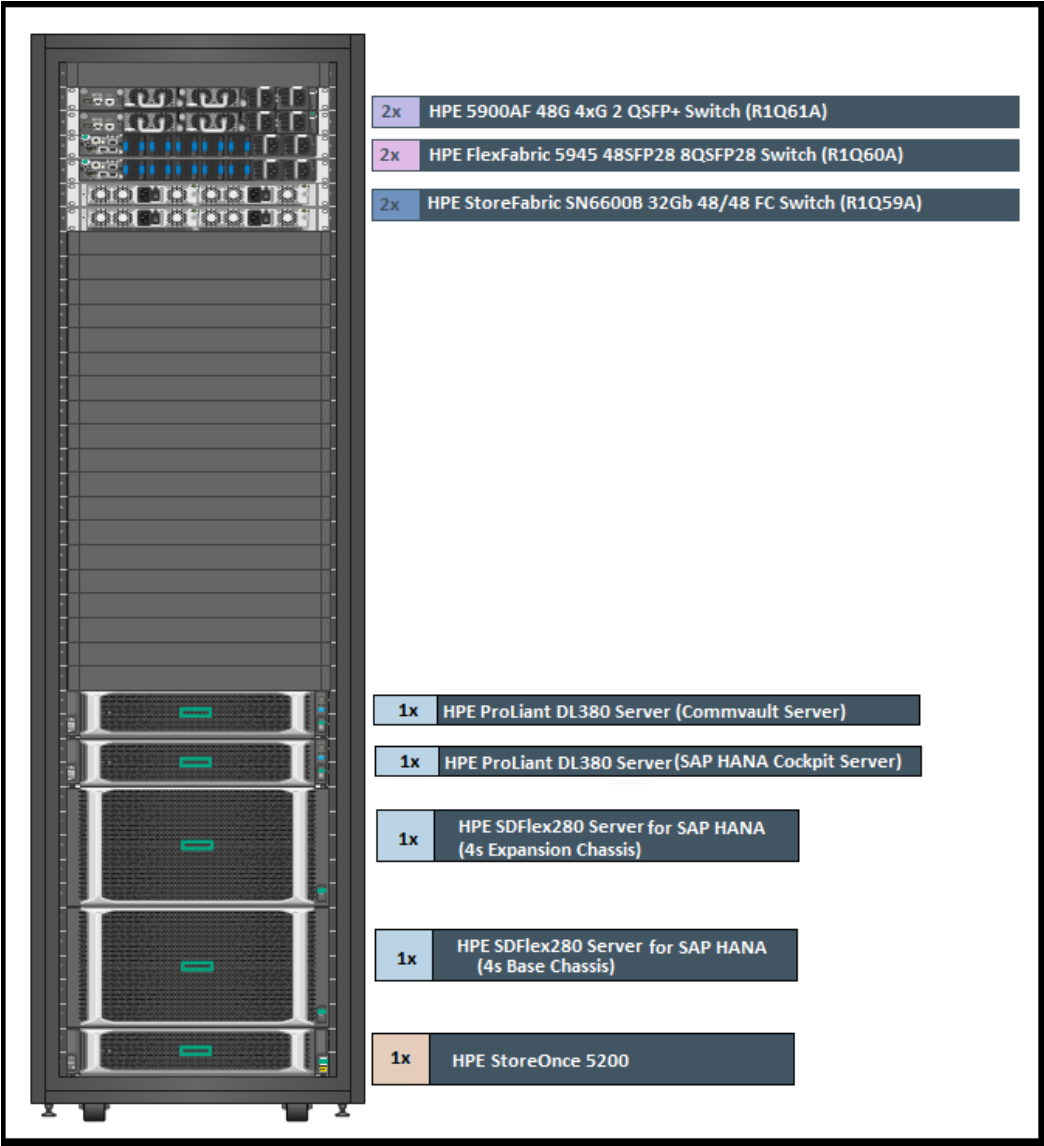 2x HPE 5900AF 48G 4xG 2 QSFP+ Switch (R1Q61A)
2x HPE FlexFabric 5945 48SFP28 8QSFP28 Switch (R1Q60A)
2x HPE StoreFabric SN6600B 32Gb 48/48 FC Switch (R1Q59A)
1x HPE ProLiant DL380 Server (Commvault Server)
1x HPE ProLiant DL380 Server (SAP HANA Cockpit Server)
1x HPE SDFlex280 Server for SAP HANA
(4s Expansion Chassis)
1x HPE SDFlex280 Server for SAP HANA
(4s Base Chassis)
1x HPE StoreOnce 5200